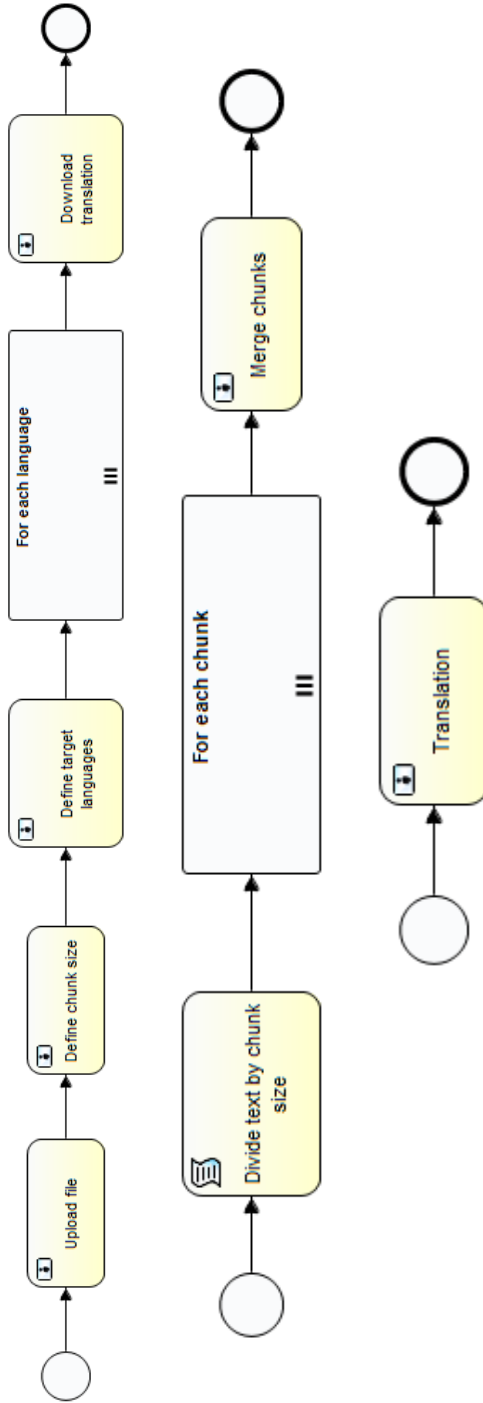 Upload file
Define chunk size
Define target
languages
For each language
Download
translation
Divide text by chunk
size
For each chunk
Merge chunks
Translation